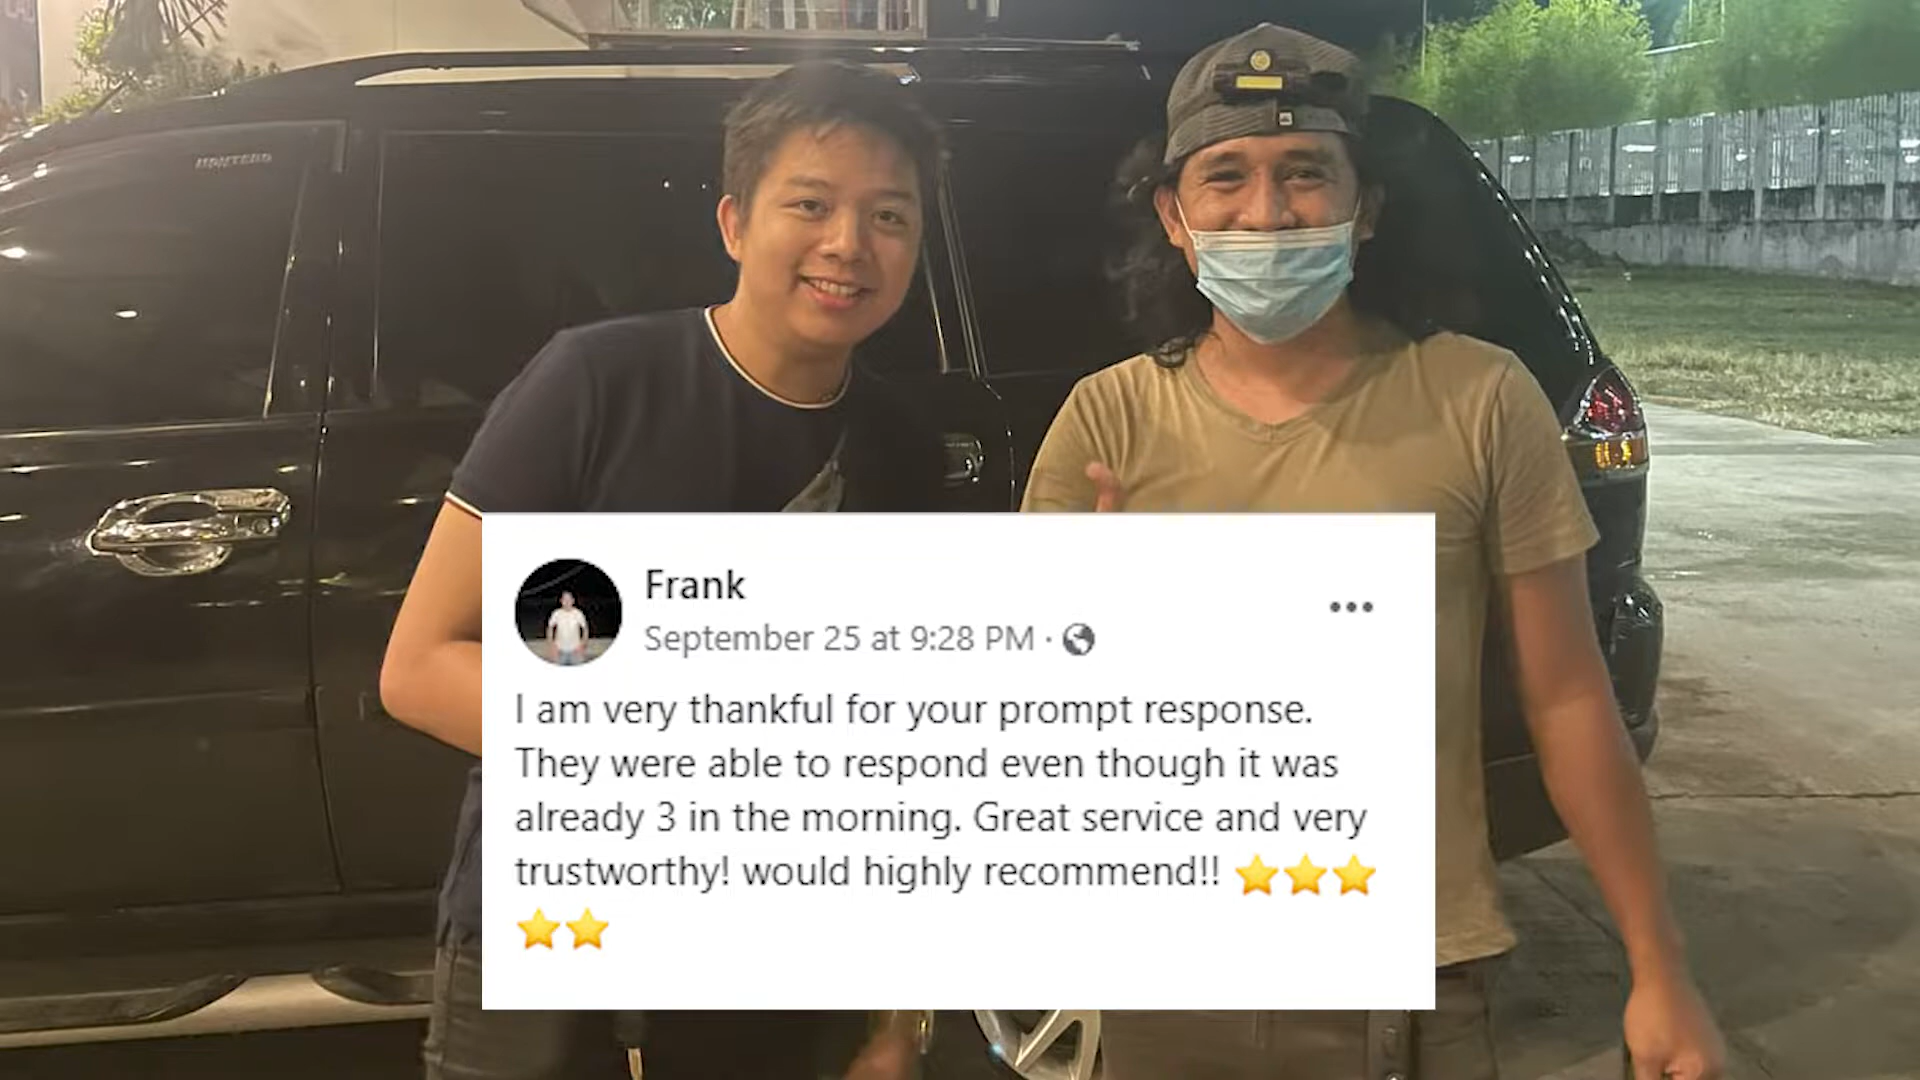 MONTERO
Frank
September 25 at 9:28 PM ·
I am very thankful for your prompt response.
They were able to respond even though it was
already 3 in the morning. Great service and very
trustworthy! would highly recommend!! ⭐⭐⭐
⭐⭐